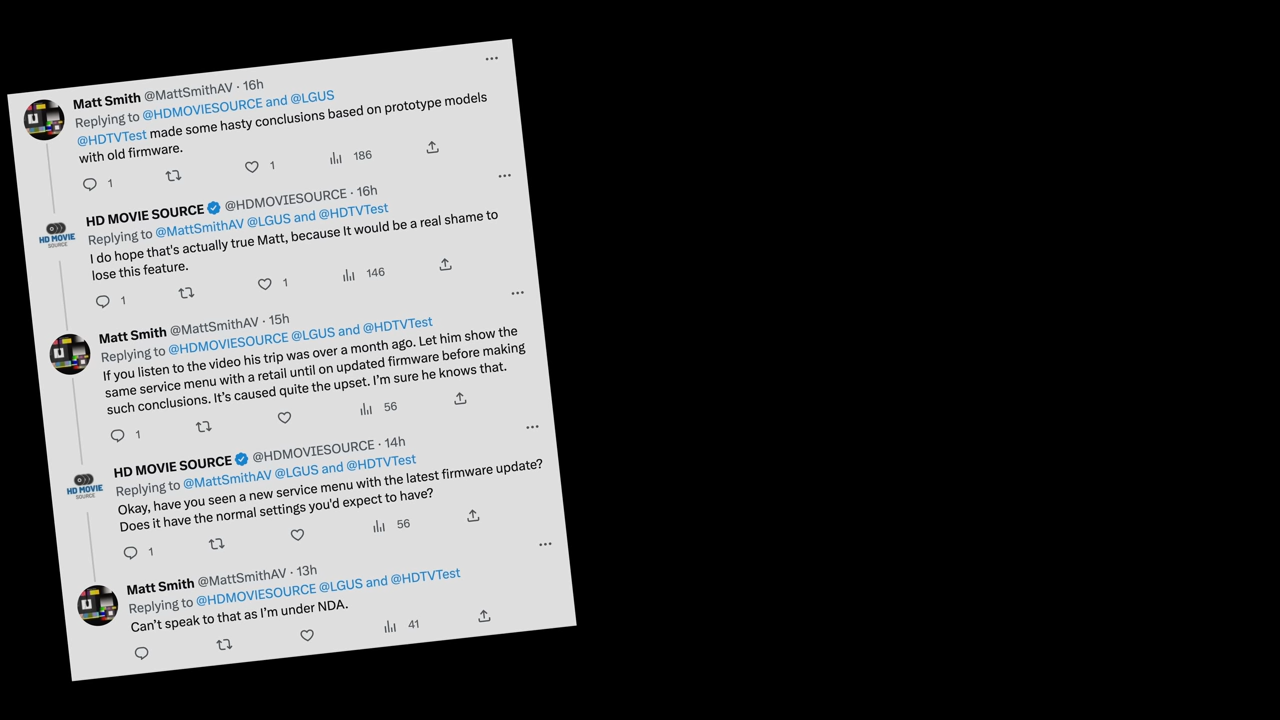 Matt Smith @MattSmithAV · 16h
Replying to @HDMOVIESOURCE and @LGUS
@HDTVTest made some hasty conclusions based on prototype models
with old firmware.
1 1 186
HD MOVIE SOURCE @HDMOVIESOURCE · 16h
HD MOVIE
SOURCE
Replying to @MattSmithAV @LGUS and @HDTVTest
I do hope that's actually true Matt, because It would be a real shame to
lose this feature.
1 1 146
Matt Smith @MattSmithAV · 15h
Replying to @HDMOVIESOURCE @LGUS and @HDTVTest
If you listen to the video his trip was over a month ago. Let him show the
same service menu with a retail until on updated firmware before making
such conclusions. It's caused quite the upset. I'm sure he knows that.
1 56
HD MOVIE SOURCE @HDMOVIESOURCE · 14h
HD MOVIE
SOURCE
Replying to @MattSmithAV @LGUS and @HDTVTest
Okay, have you seen a new service menu with the latest firmware update?
Does it have the normal settings you'd expect to have?
1 56
Matt Smith @MattSmithAV · 13h
Replying to @HDMOVIESOURCE @LGUS and @HDTVTest
Can't speak to that as I'm under NDA.
41